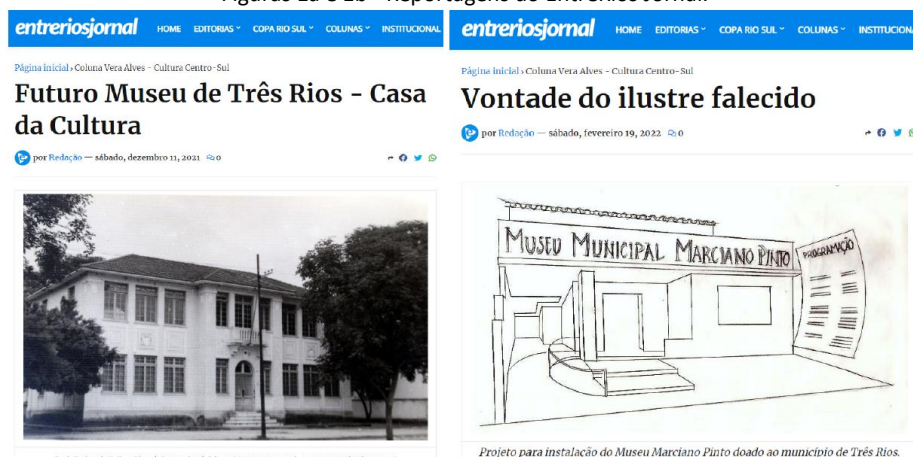 Figuras 2a e 2b - Reportagens do EntreRios Jornal.
entreriosjornal HOME EDITORIAS COPA RIO SUL COLUNAS INSTITUCIONAL
Página inicial › Coluna Vera Alves - Cultura Centro-Sul
Futuro Museu de Três Rios - Casa
da Cultura
por Redação — sábado, dezembro 11, 2021 0
entreriosjornal HOME EDITORIAS COPA RIO SUL COLUNAS INSTITUCION
Página inicial › Coluna Vera Alves - Cultura Centro-Sul
Vontade do ilustre falecido
por Redação — sábado, fevereiro 19, 2022 0
MUSEU MUNICIPAL MARCIANO PINTO
PROGRAMAÇÃO
Projeto para instalação do Museu Marciano Pinto doado ao município de Três Rios.